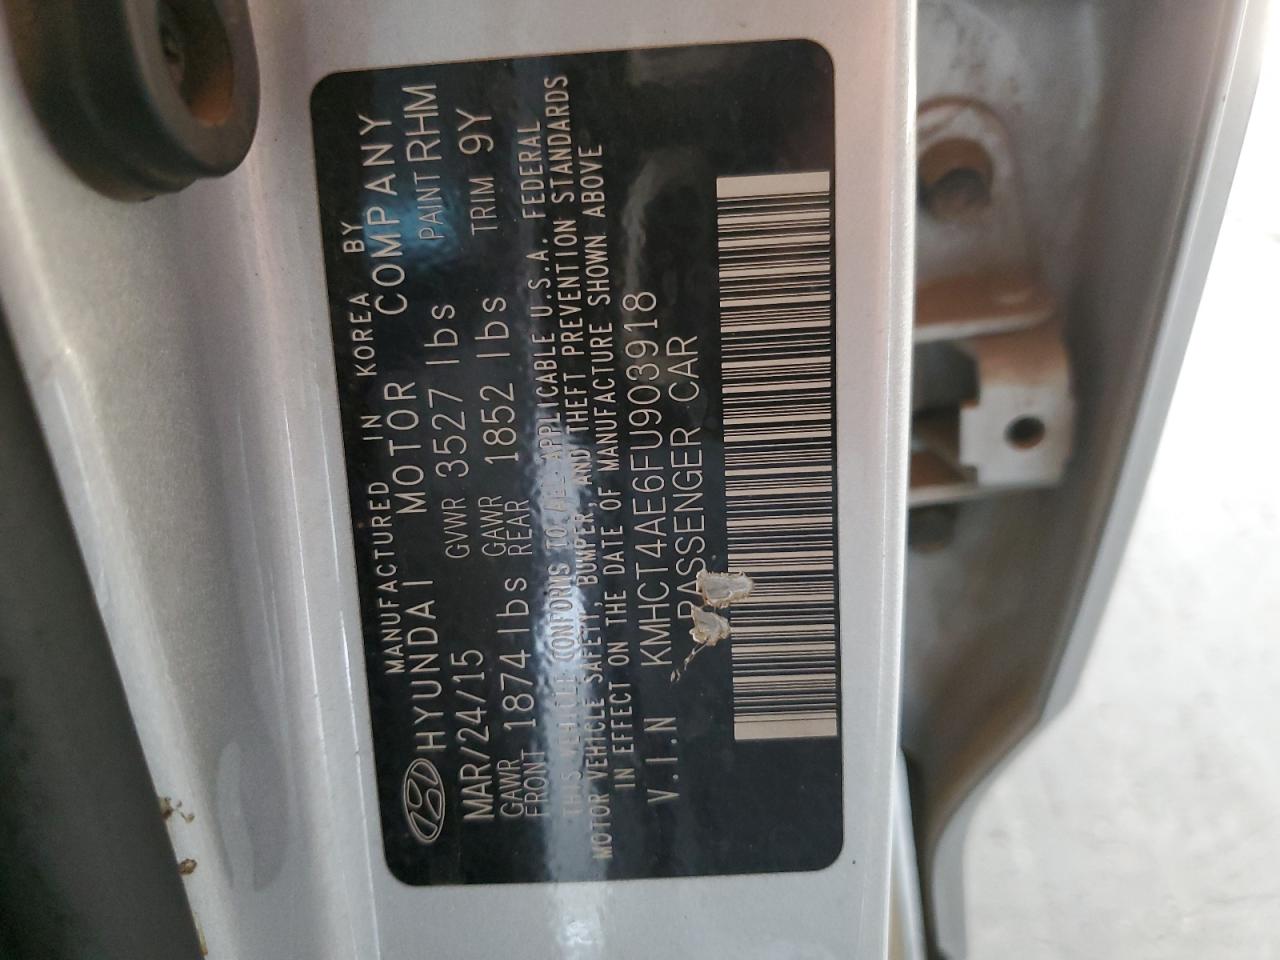 MANUFACTURED IN KOREA BY
HYUNDAI MOTOR COMPANY
MAR/24/15 GVWR 3527 lbs PAINT RHM
GAWR FRONT 1874 lbs GAWR REAR 1852 lbs TRIM 9Y
THIS VEHICLE CONFORMS TO ALL APPLICABLE U.S.A. FEDERAL
MOTOR VEHICLE SAFETY, BUMPER, AND THEFT PREVENTION STANDARDS
IN EFFECT ON THE DATE OF MANUFACTURE SHOWN ABOVE
V.I.N KMHCT4AE6FU903918
PASSENGER CAR